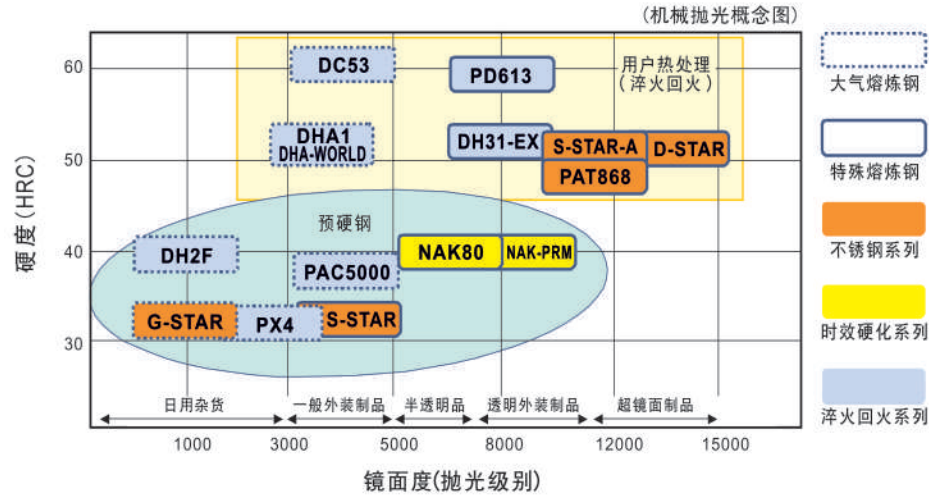 (机械抛光概念图)
60
50
40
30
硬度(HRC)
DC53
PD613
用户热处理
(淬火回火)
DHA1
DHA-WORLD
DH31-EX
S-STAR-A
D-STAR
PAT868
预硬钢
DH2F
PAC5000
NAK80
NAK-PRM
G-STAR
PX4
S-STAR
日用杂货
一般外装制品
半透明品
透明外装制品
超镜面制品
1000
3000
5000
8000
12000
15000
镜面度(抛光级别)
大气熔炼钢
特殊熔炼钢
不锈钢系列
时效硬化系列
淬火回火系列